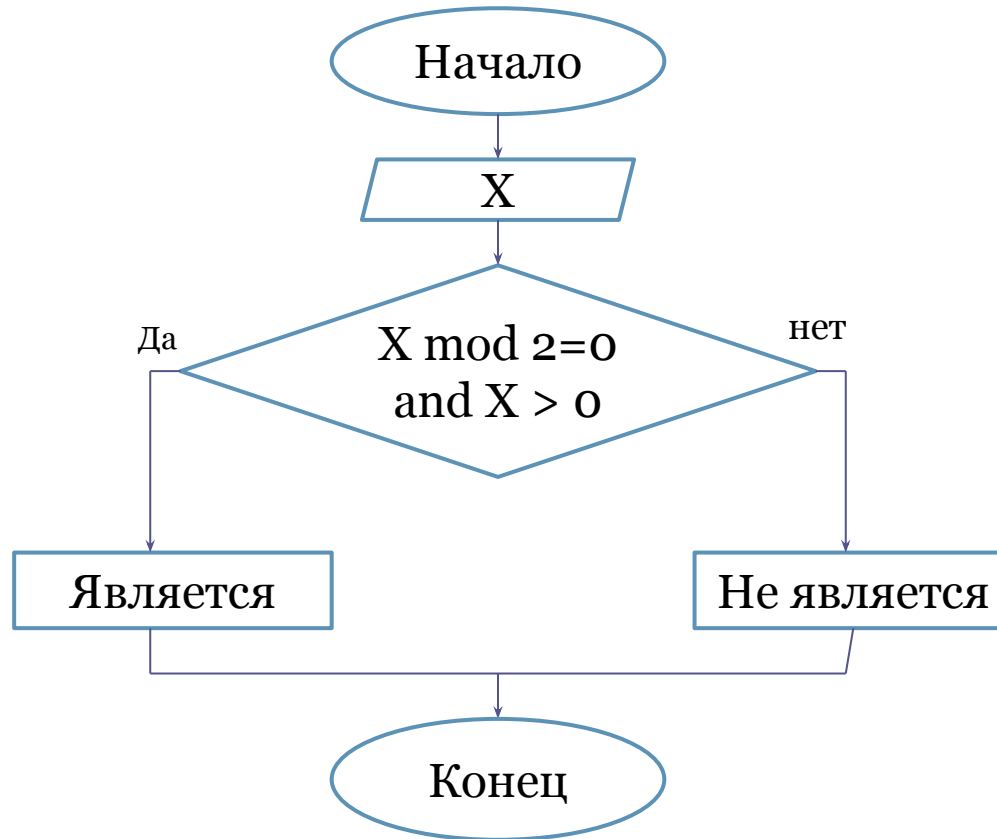 Начало
X
Да
нет
X mod 2=0
and X > 0
Является
Не является
Конец